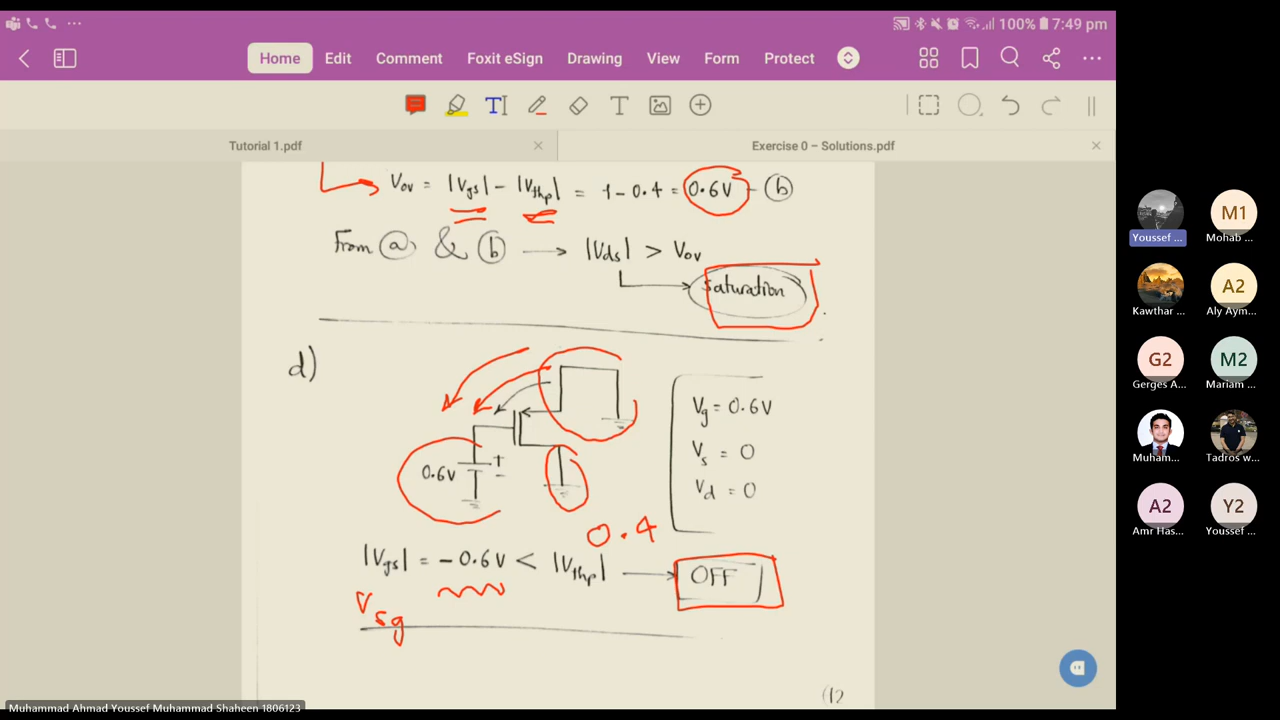 100% 7:49 pm
Home Edit Comment Foxit eSign Drawing View Form Protect
Tutorial 1.pdf
Exercise 0 – Solutions.pdf
Vov = |Vgs| - |Vthp| = 1 - 0.4 = 0.6V - b
From a & b → |Vds| > Vov
saturation
d)
0.6V
+
-
Vg = 0.6V
Vs = 0
Vd = 0
0.4
|Vgs| = -0.6V < |Vthp| → OFF
Vsg
(12
Youssef ...
M1
Mohab ...
Kawthar ...
A2
Aly Aym...
G2
Gerges A...
M2
Mariam ...
Muham...
Tadros w...
A2
Amr Has...
Y2
Youssef ...
Muhammad Ahmad Youssef Muhammad Shaheen 1806123